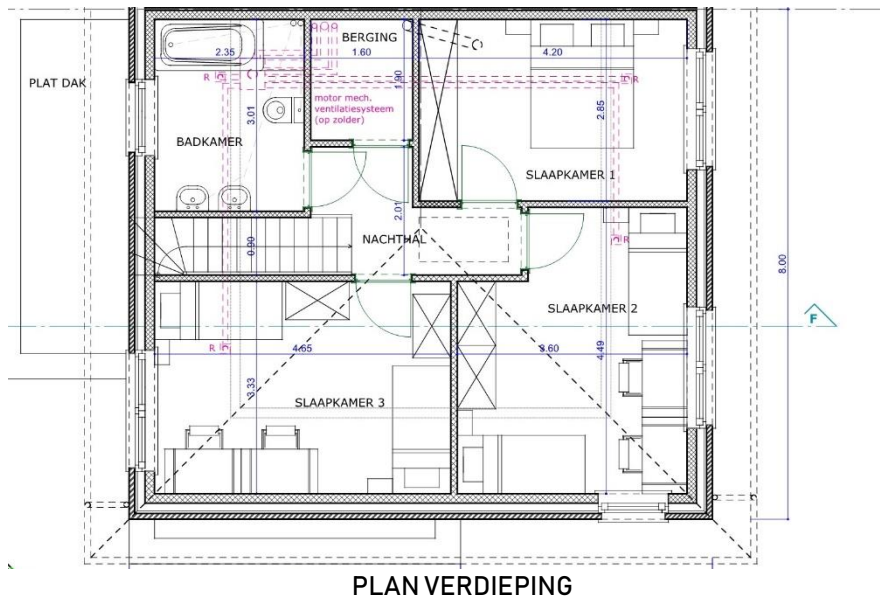 BERGING
2.35
1.60
4.20
PLAT DAK
R
R
1.90
motor mech.
ventilatiesysteem
(op zolder)
3.01
2.85
BADKAMER
SLAAPKAMER 1
2.01
NACHTHAL
R
0.90
8.00
SLAAPKAMER 2
F
R
4.65
3.60
4.49
3.33
SLAAPKAMER 3
PLAN VERDIEPING